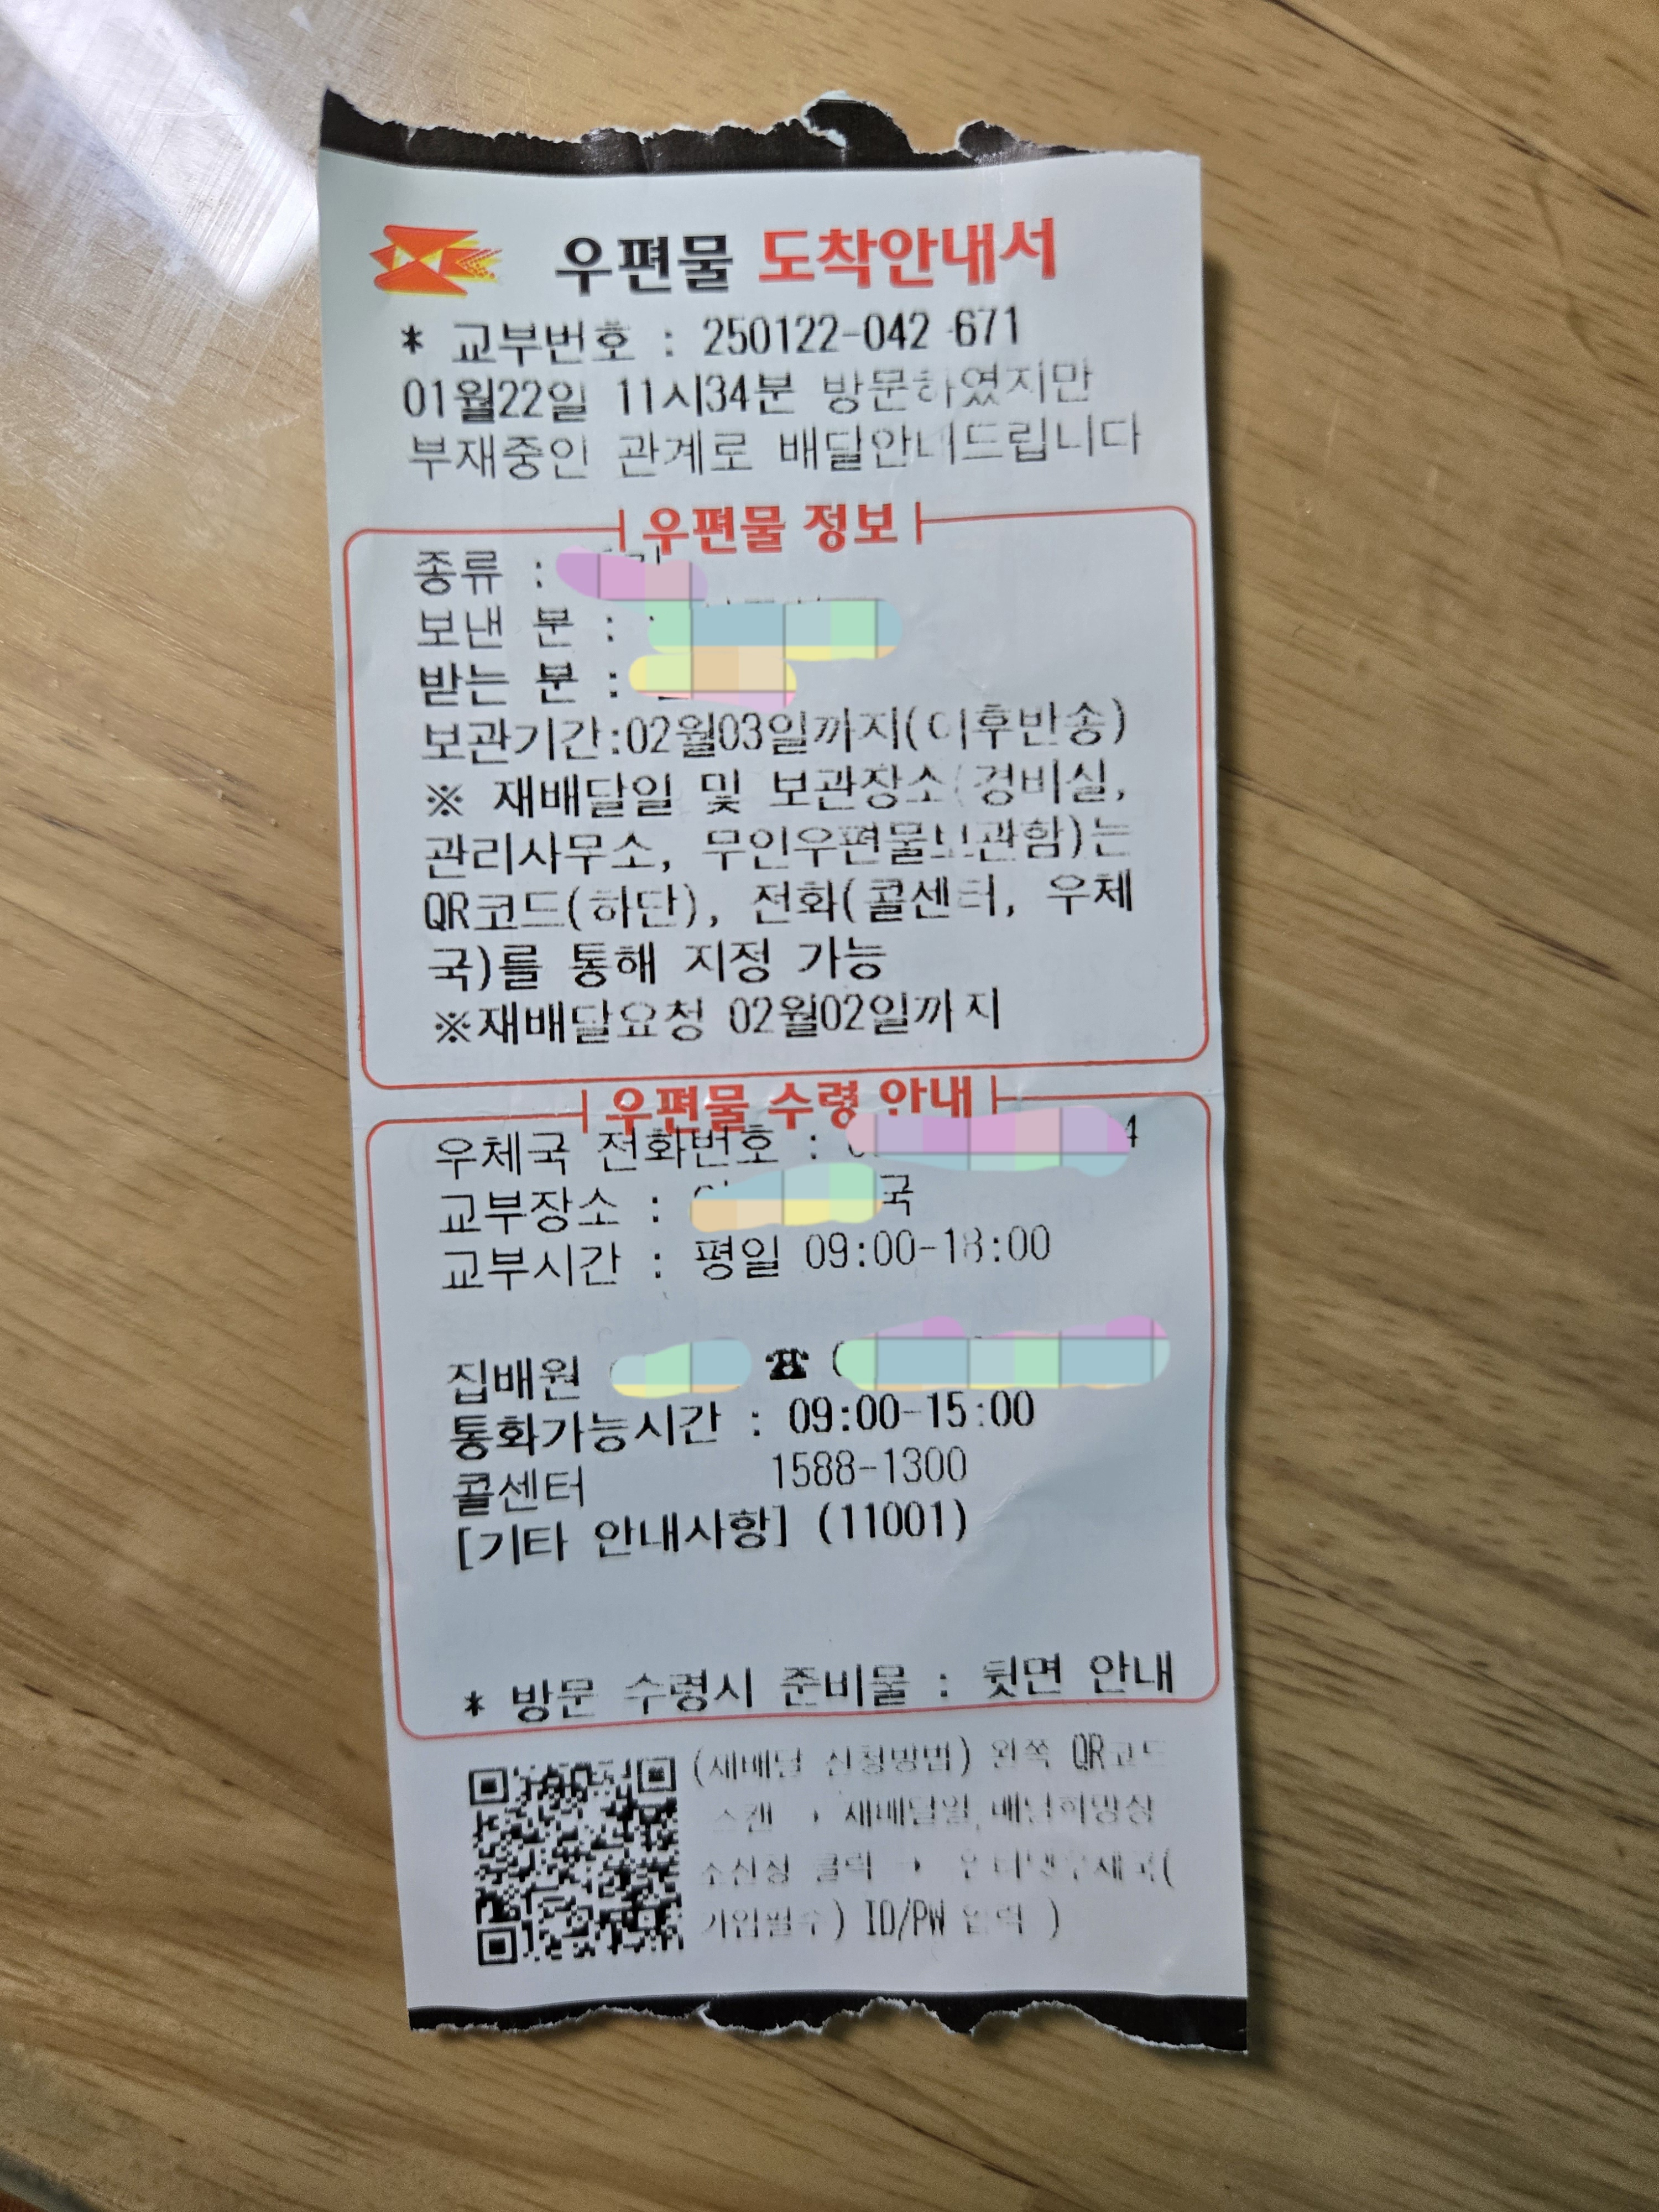 우편물 도착안내서
* 교부번호 : 250122-042 671
01월22일 11시34분 방문하였지만
부재중인 관계로 배달안내드립니다
우편물 정보
종류 :
보낸 분 :
받는 분 :
보관기간:02월03일까지(이후반송)
※ 재배달일 및 보관장소(경비실,
관리사무소, 무인우편물보관함)는
QR코드(하단), 전화(콜센터, 우체
국)를 통해 지정 가능
※재배달요청 02월02일까지
우편물 수령 안내
우체국 전화번호 : 4
교부장소 : 국
교부시간 : 평일 09:00-18:00
집배원 ☎ (
통화가능시간 : 09:00-15:00
콜센터 1588-1300
[기타 안내사항] (11001)
* 방문 수령시 준비물 : 뒷면 안내
(재배달 신청방법) 왼쪽 QR코드
스캔 → 재배달일,배달희망장
소신청 클릭 → 인터넷우체국(
가입필수) ID/PW 입력 )